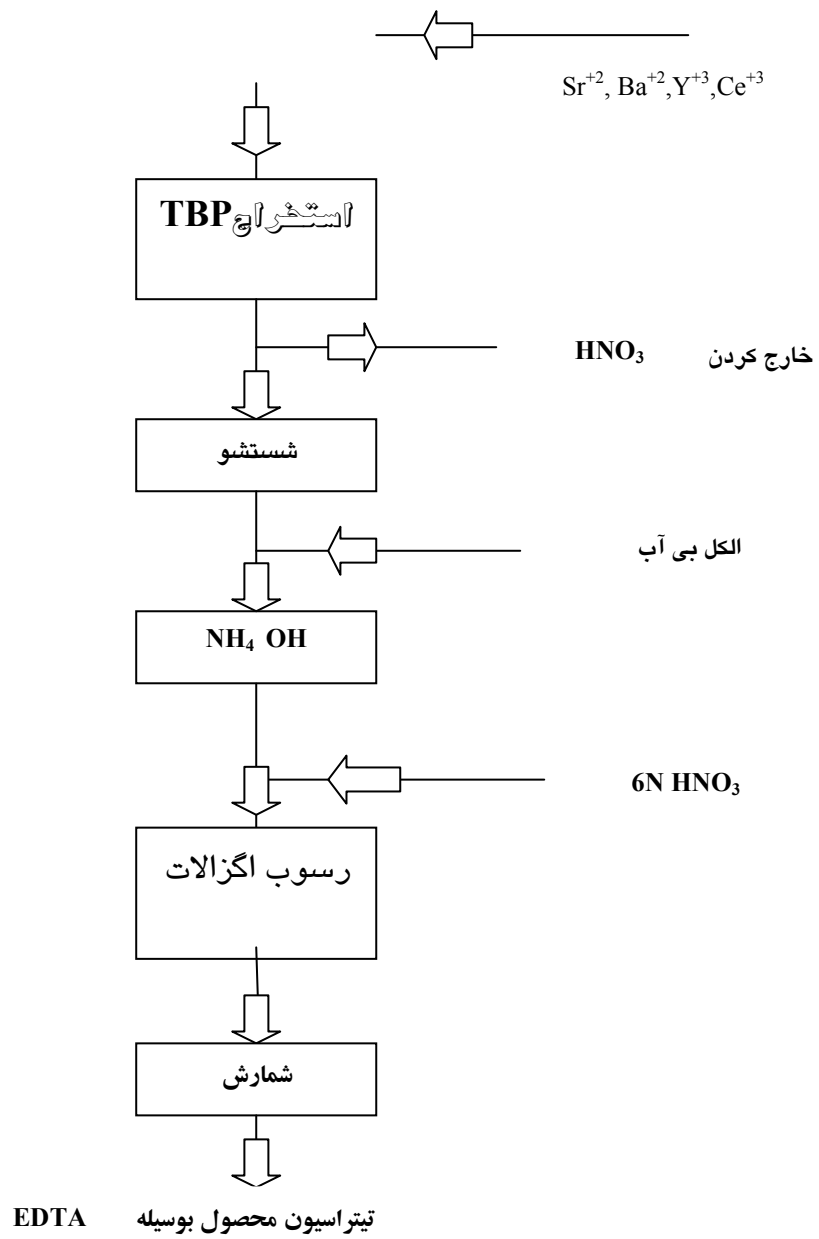 Sr+2, Ba+2,Y+3,Ce+3
استخراج TBP
خارج کردن HNO3
شستشو
الکل بی آب
NH4 OH
6N HNO3
رسوب اگزالات
شمارش
تیتراسیون محصول بوسیله EDTA